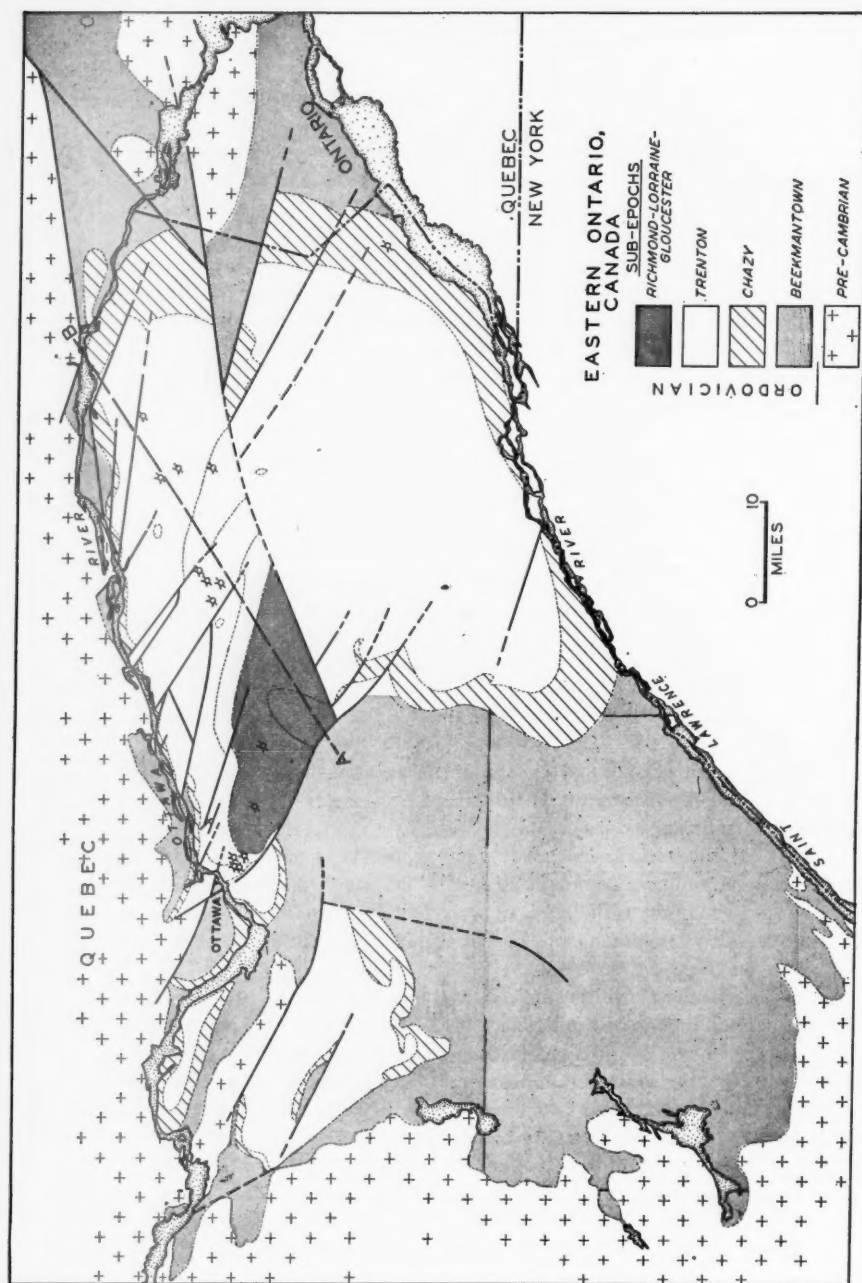 QUEBEC
OTTAWA
RIVER
B
OTTAWA
A
ONTARIO
QUEBEC
NEW YORK
SAINT
LAWRENCE
RIVER
EASTERN ONTARIO,
CANADA
SUB-EPOCHS
RICHMOND-LORRAINE-
GLOUCESTER
TRENTON
CHAZY
BEEKMANTOWN
PRE-CAMBRIAN
ORDOVICIAN
0 10
MILES